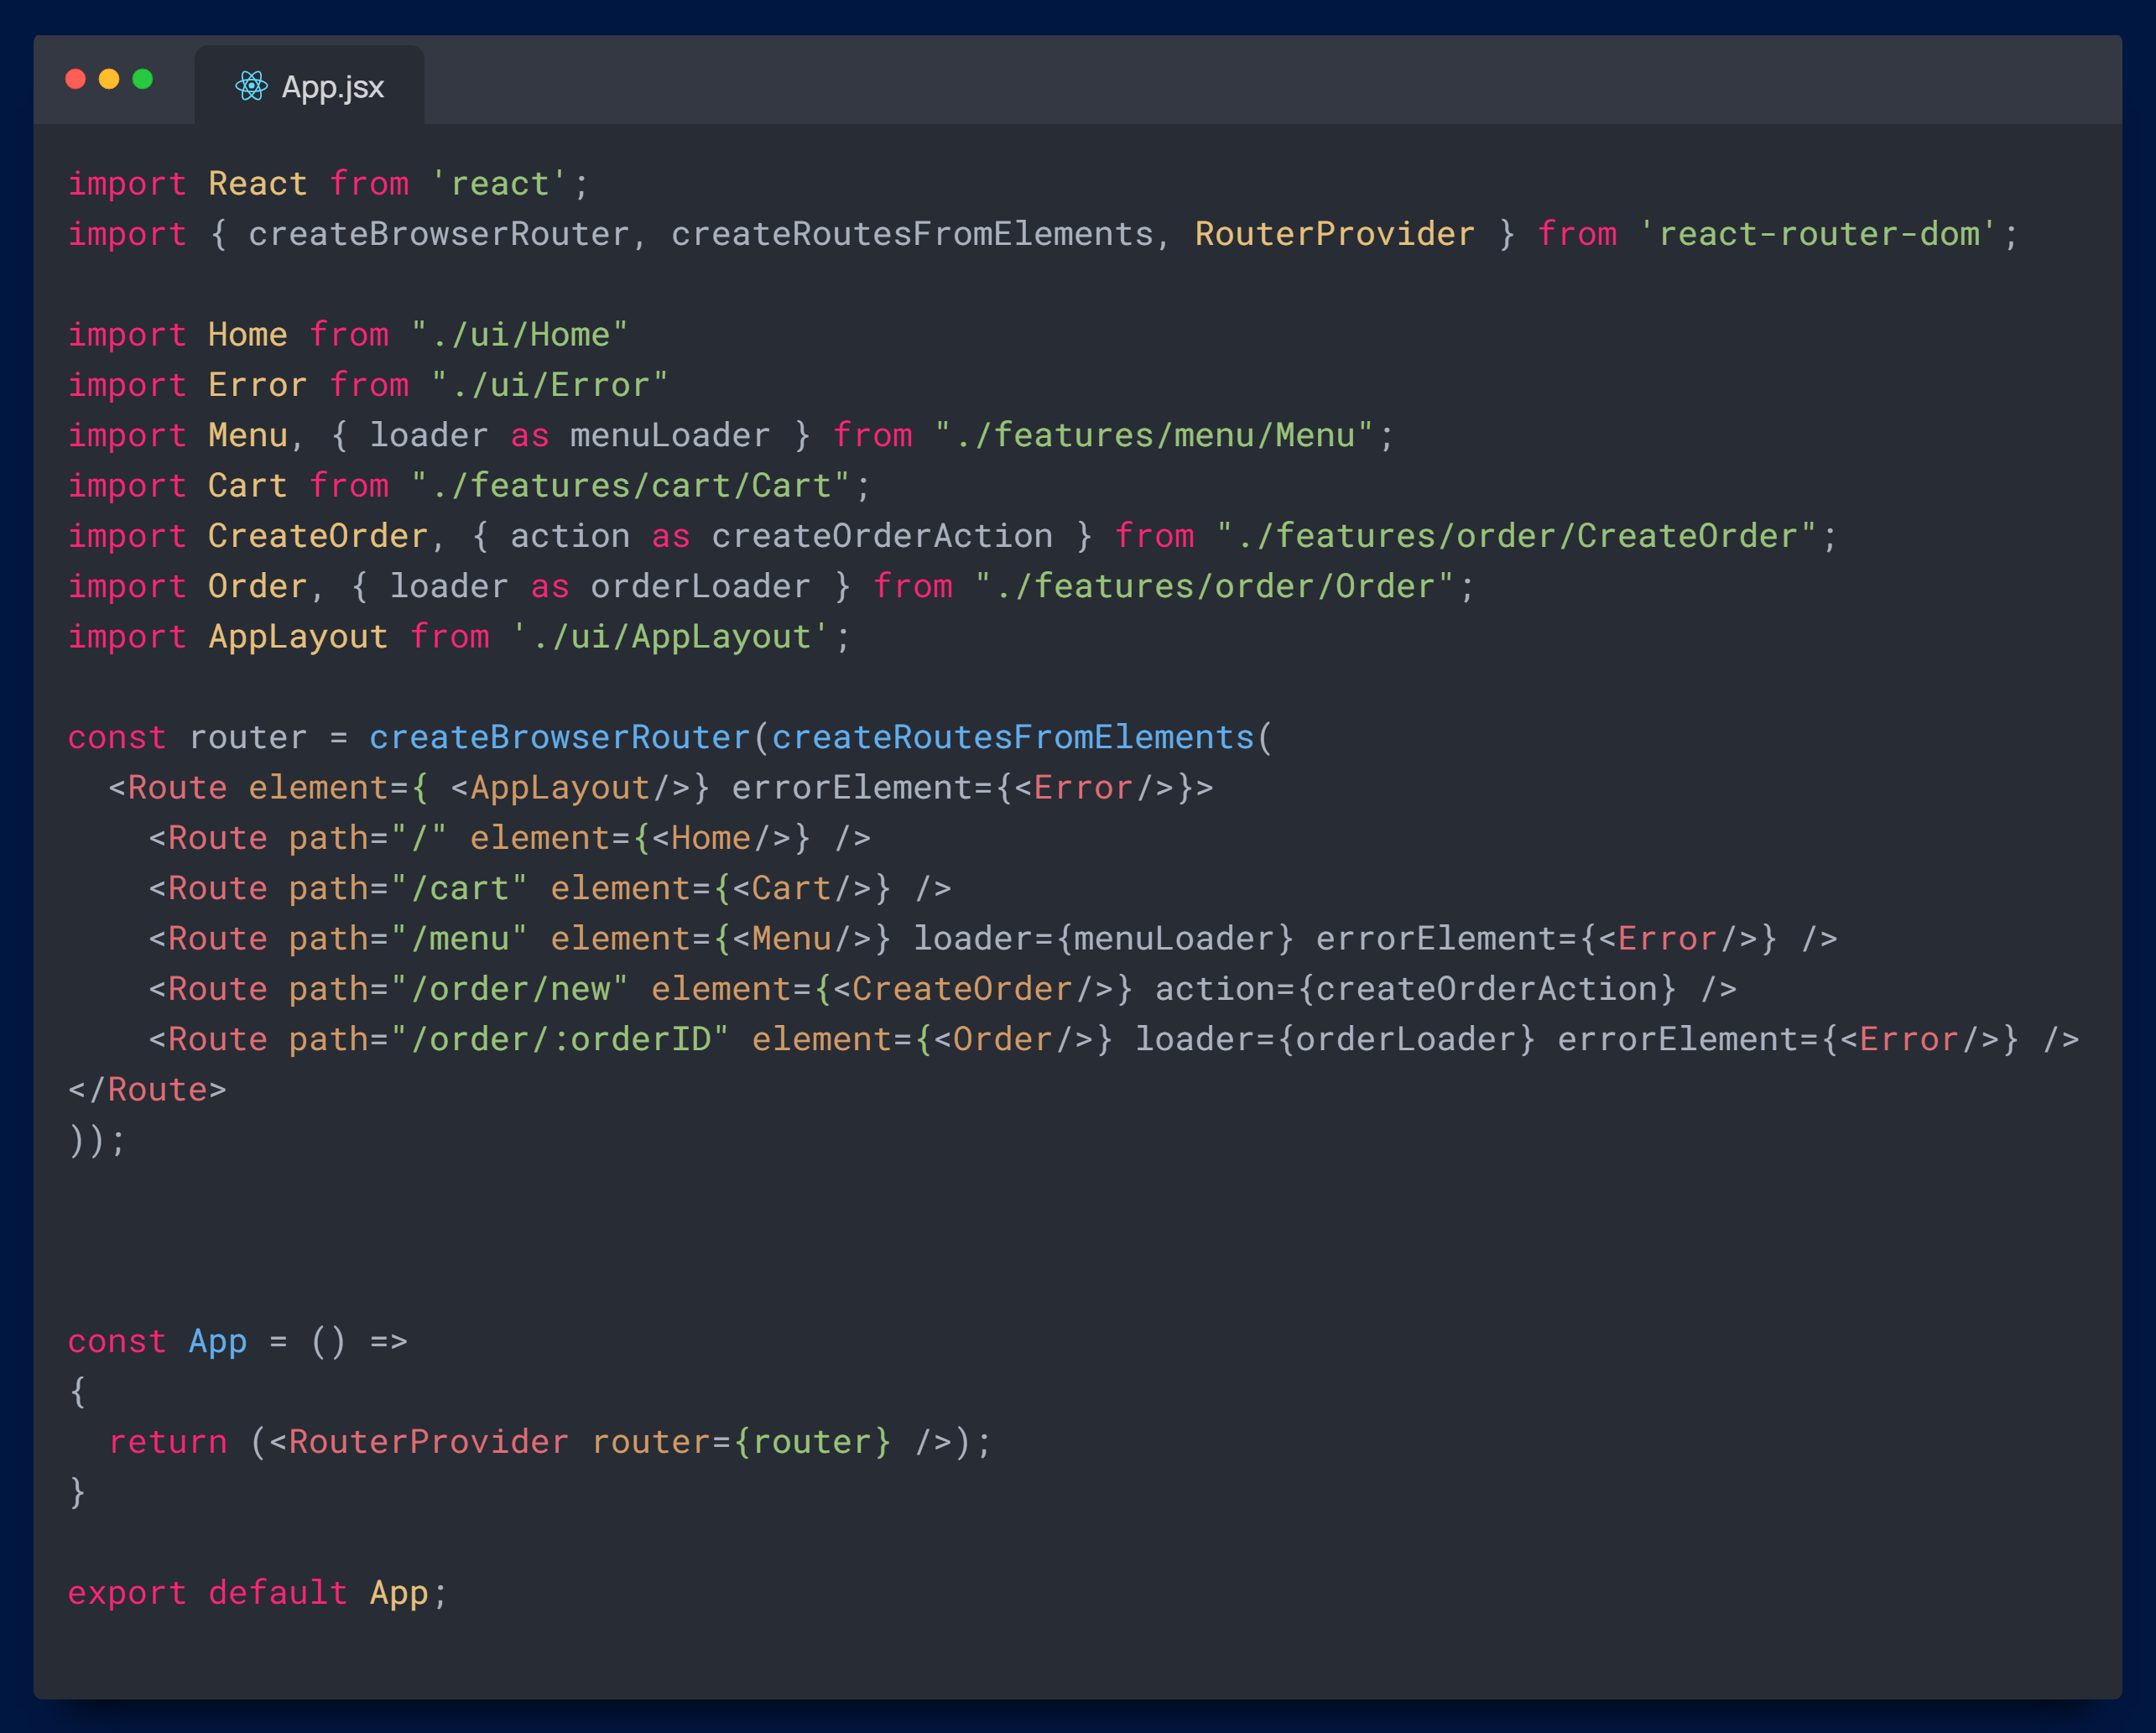 App.jsx
import React from 'react';
import { createBrowserRouter, createRoutesFromElements, RouterProvider } from 'react-router-dom';
import Home from "./ui/Home"
import Error from "./ui/Error"
import Menu, { loader as menuLoader } from "./features/menu/Menu";
import Cart from "./features/cart/Cart";
import CreateOrder, { action as createOrderAction } from "./features/order/CreateOrder";
import Order, { loader as orderLoader } from "./features/order/Order";
import AppLayout from './ui/AppLayout';
const router = createBrowserRouter(createRoutesFromElements(
  <Route element={ <AppLayout/>} errorElement={<Error/>}>
    <Route path="/" element={<Home/>} />
    <Route path="/cart" element={<Cart/>} />
    <Route path="/menu" element={<Menu/>} loader={menuLoader} errorElement={<Error/>} />
    <Route path="/order/new" element={<CreateOrder/>} action={createOrderAction} />
    <Route path="/order/:orderID" element={<Order/>} loader={orderLoader} errorElement={<Error/>} />
</Route>
));
const App = () =>
{
  return (<RouterProvider router={router} />);
}
export default App;